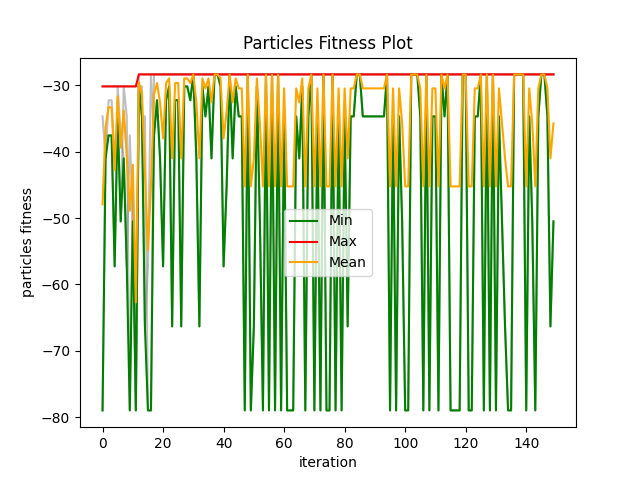 Particles Fitness Plot
particles fitness
−30
−40
−50
−60
−70
−80
Min
Max
Mean
0 20 40 60 80 100 120 140
iteration